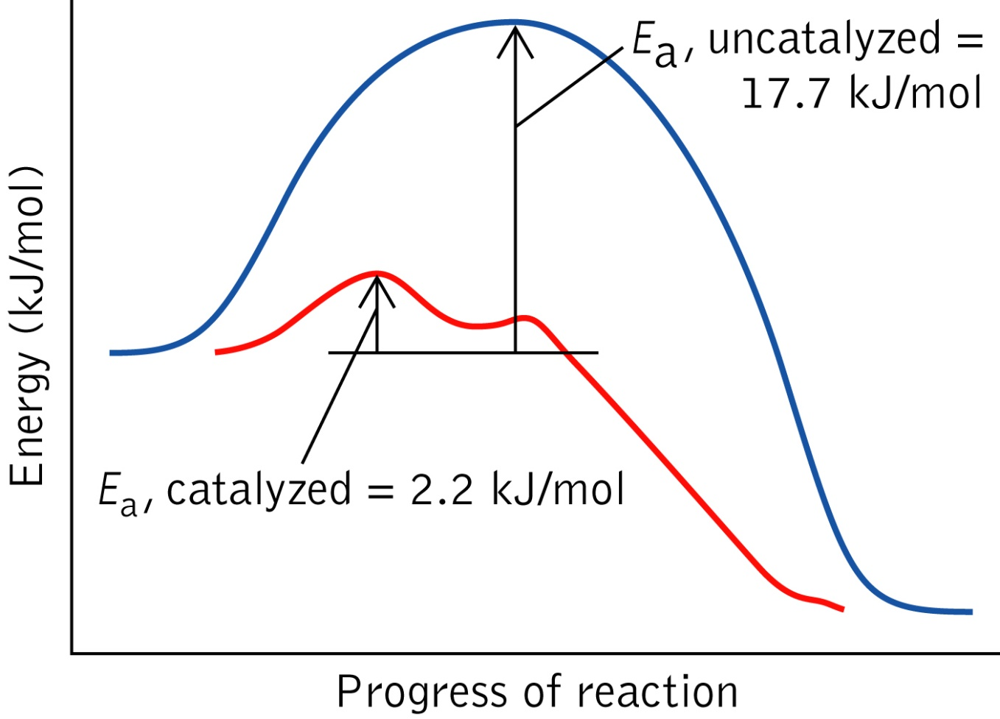 Eₐ, uncatalyzed =
17.7 kJ/mol
Energy (kJ/mol)
Eₐ, catalyzed = 2.2 kJ/mol
Progress of reaction